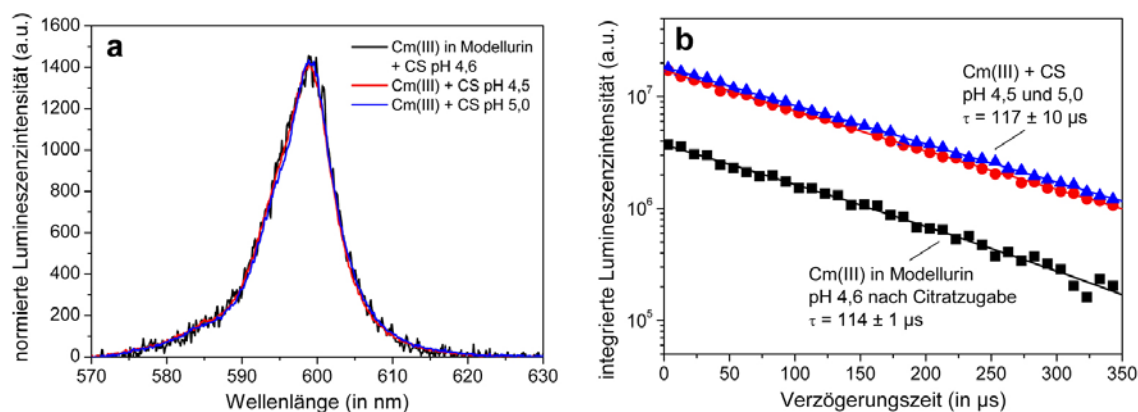 a
Cm(III) in Modellurin
+ CS pH 4,6
Cm(III) + CS pH 4,5
Cm(III) + CS pH 5,0
normierte Lumineszenzintensität (a.u.)
1600
1400
1200
1000
800
600
400
200
0
570 580 590 600 610 620 630
Wellenlänge (in nm)
b
Cm(III) + CS
pH 4,5 und 5,0
τ = 117 ± 10 µs
Cm(III) in Modellurin
pH 4,6 nach Citratzugabe
τ = 114 ± 1 µs
integrierte Lumineszenzintensität (a.u.)
10⁷
10⁶
10⁵
0 50 100 150 200 250 300 350
Verzögerungszeit (in µs)